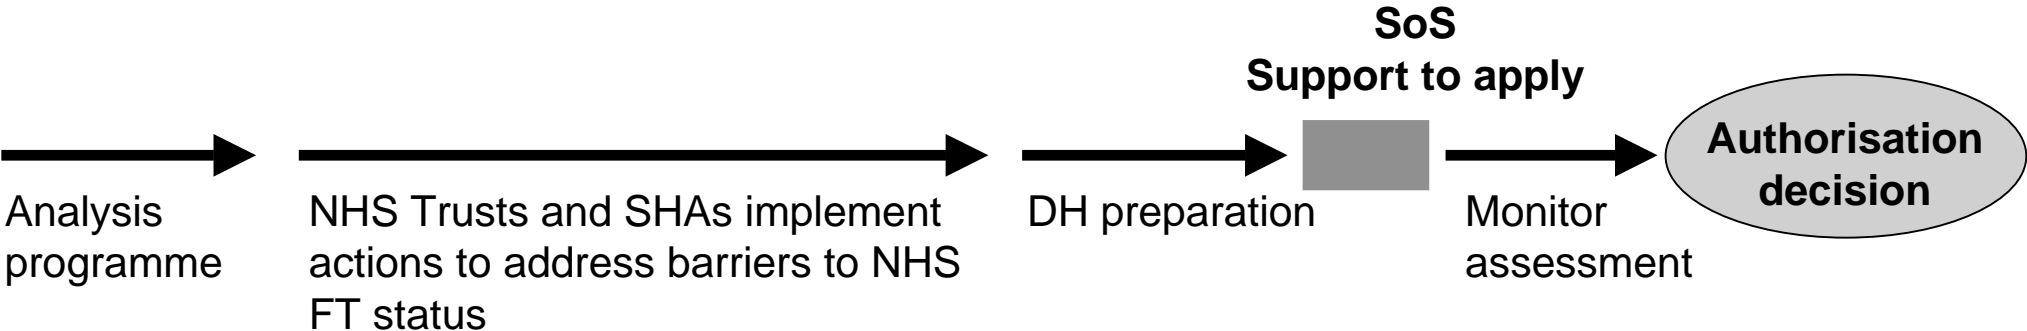 SoS
Support to apply
Authorisation
decision
Analysis
programme
NHS Trusts and SHAs implement
actions to address barriers to NHS
FT status
DH preparation
Monitor
assessment